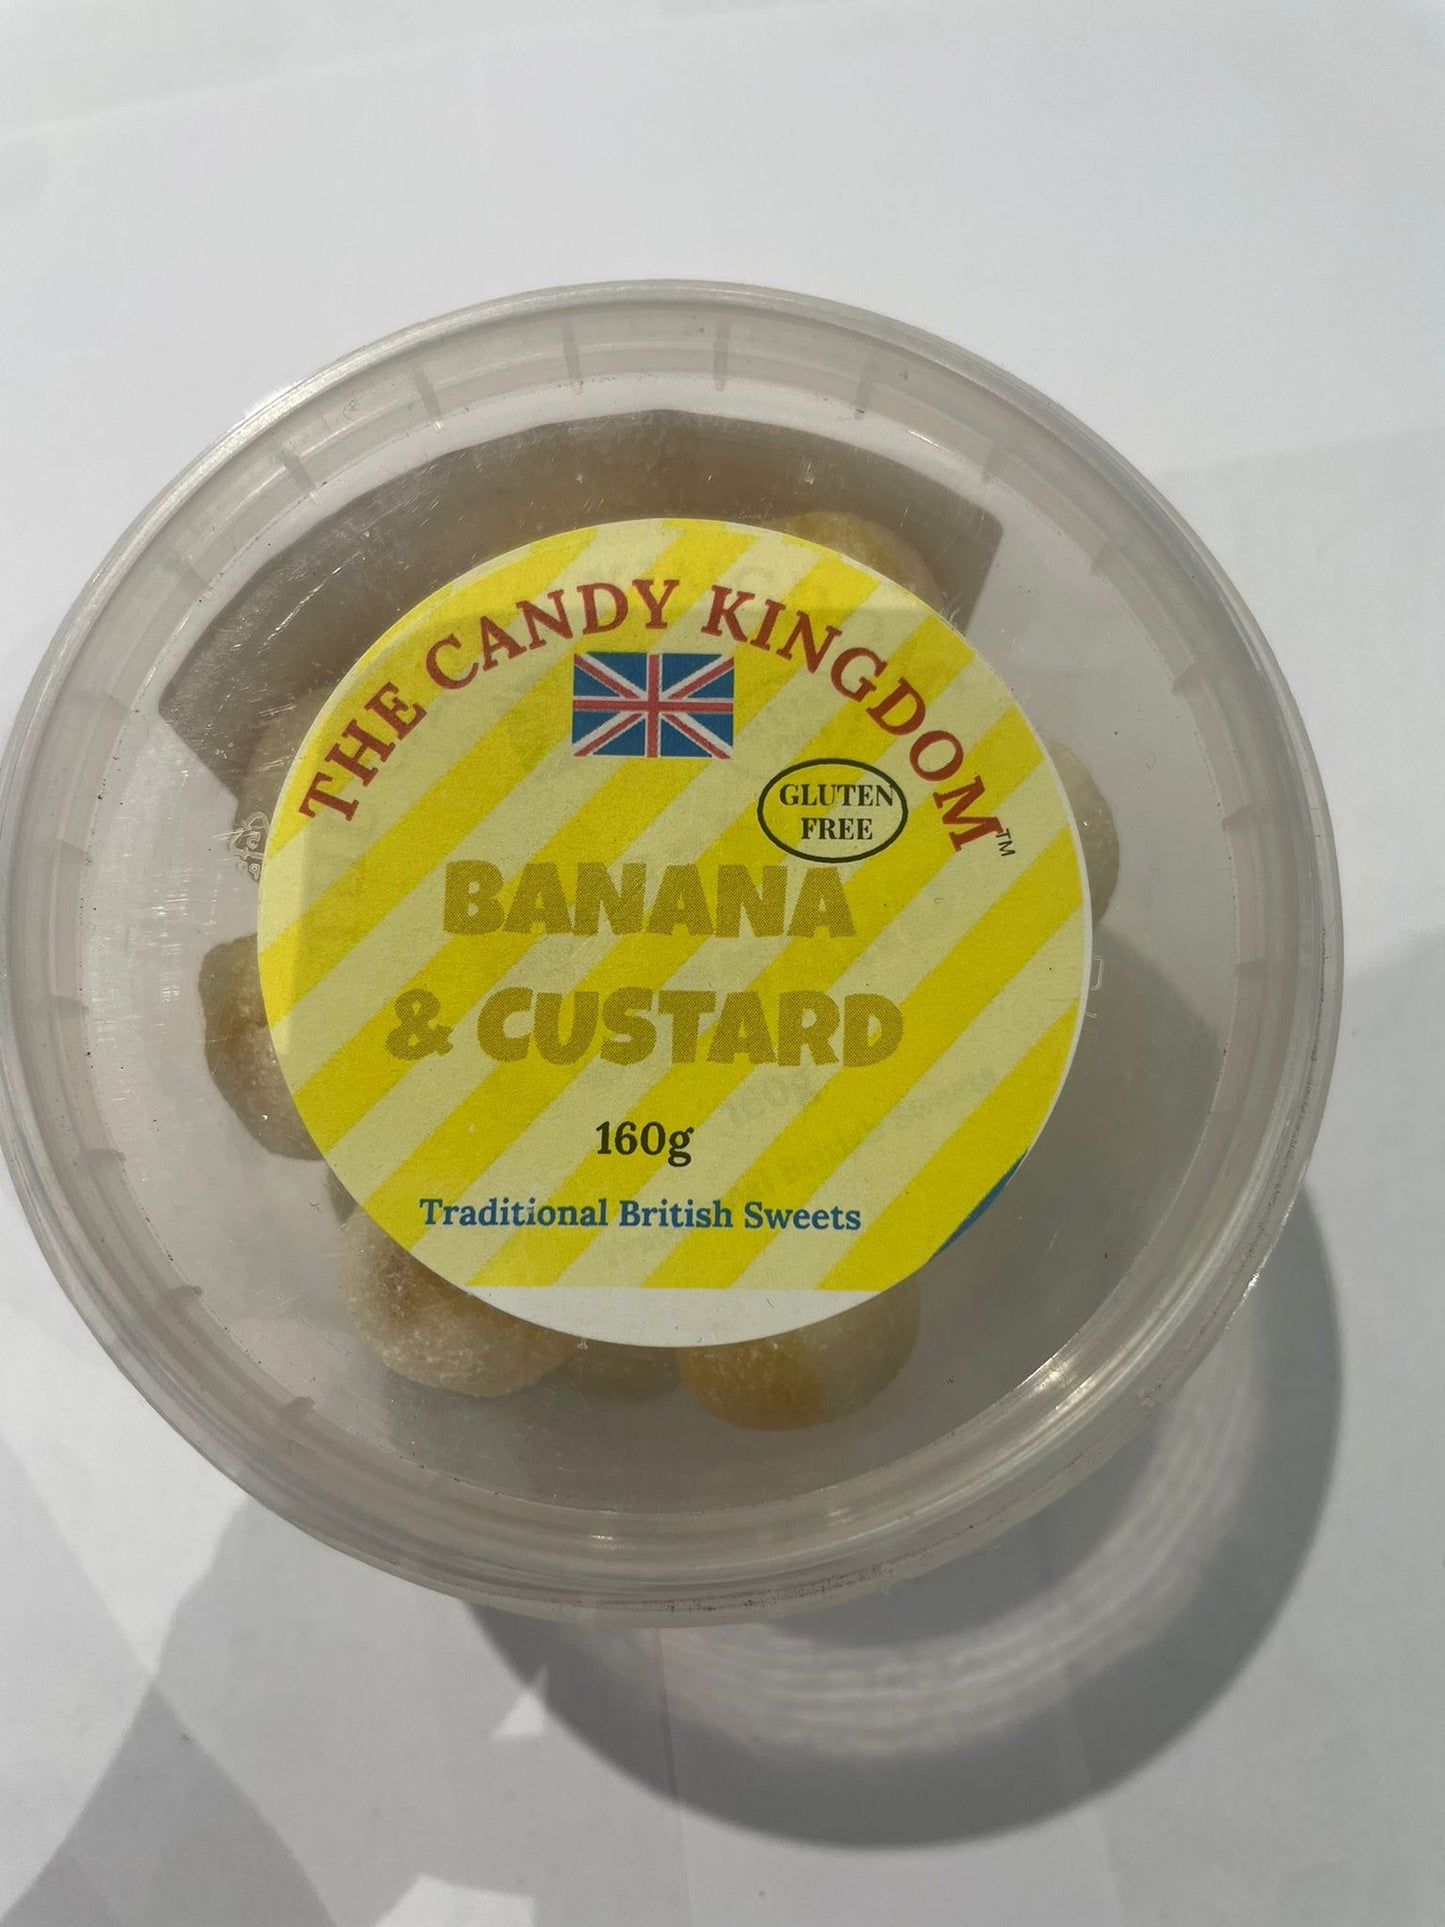 THE CANDY KINGDOM™
GLUTEN
FREE
BANANA
& CUSTARD
160g
Traditional British Sweets